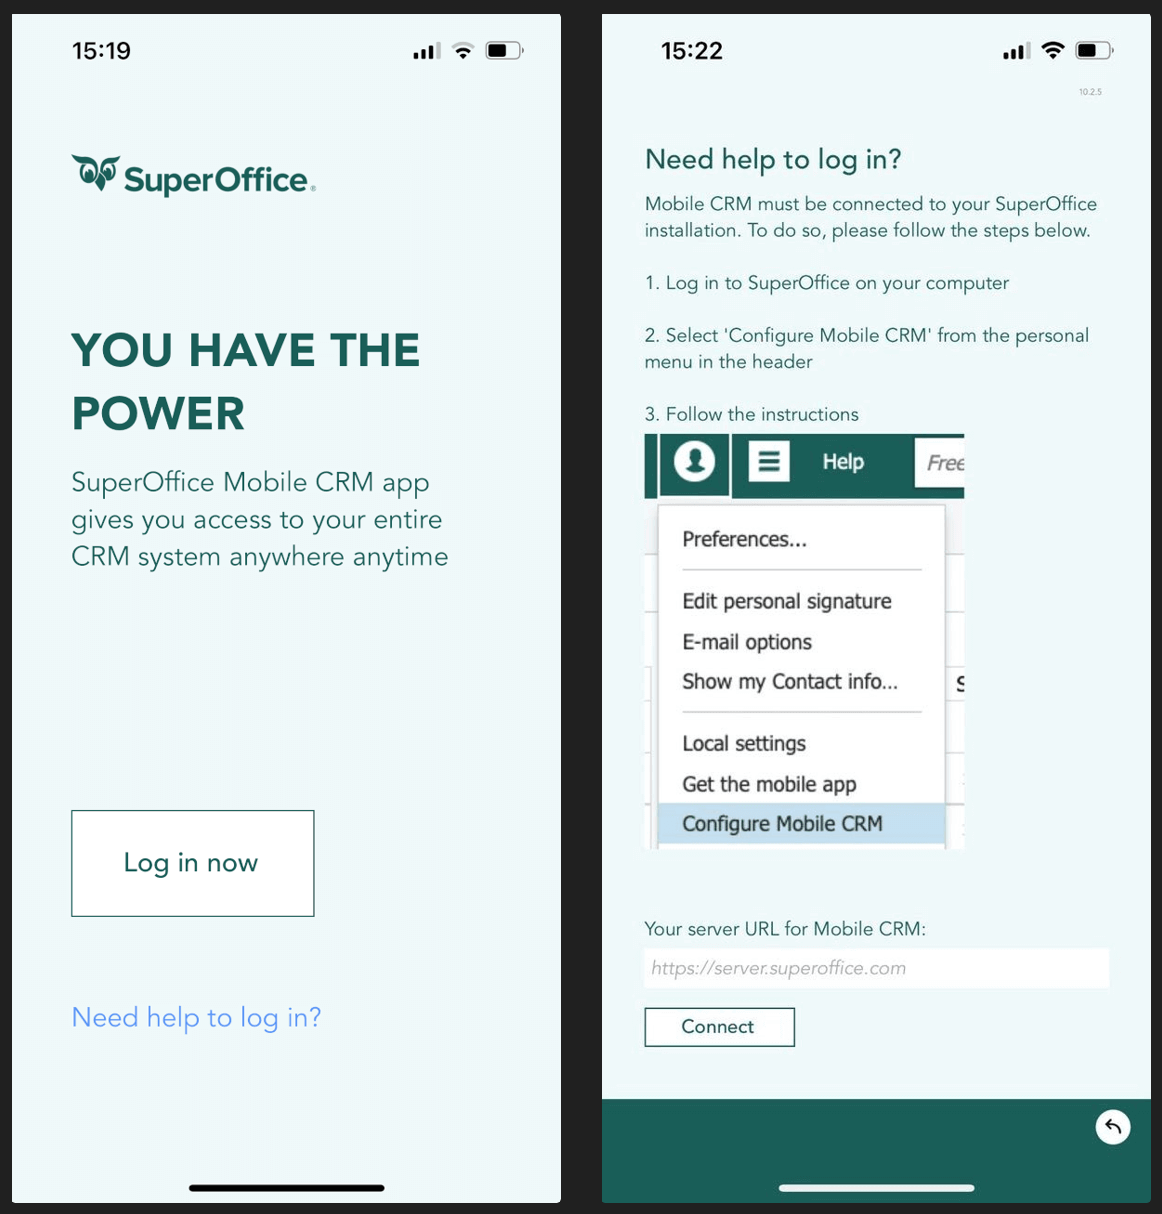 15:19
SuperOffice®
YOU HAVE THE
POWER
SuperOffice Mobile CRM app
gives you access to your entire
CRM system anywhere anytime
Log in now
Need help to log in?
15:22
10.2.5
Need help to log in?
Mobile CRM must be connected to your SuperOffice
installation. To do so, please follow the steps below.
1. Log in to SuperOffice on your computer
2. Select 'Configure Mobile CRM' from the personal
menu in the header
3. Follow the instructions
Help
Free
Preferences...
Edit personal signature
E-mail options
Show my Contact info...
Local settings
Get the mobile app
Configure Mobile CRM
Your server URL for Mobile CRM:
https://server.superoffice.com
Connect